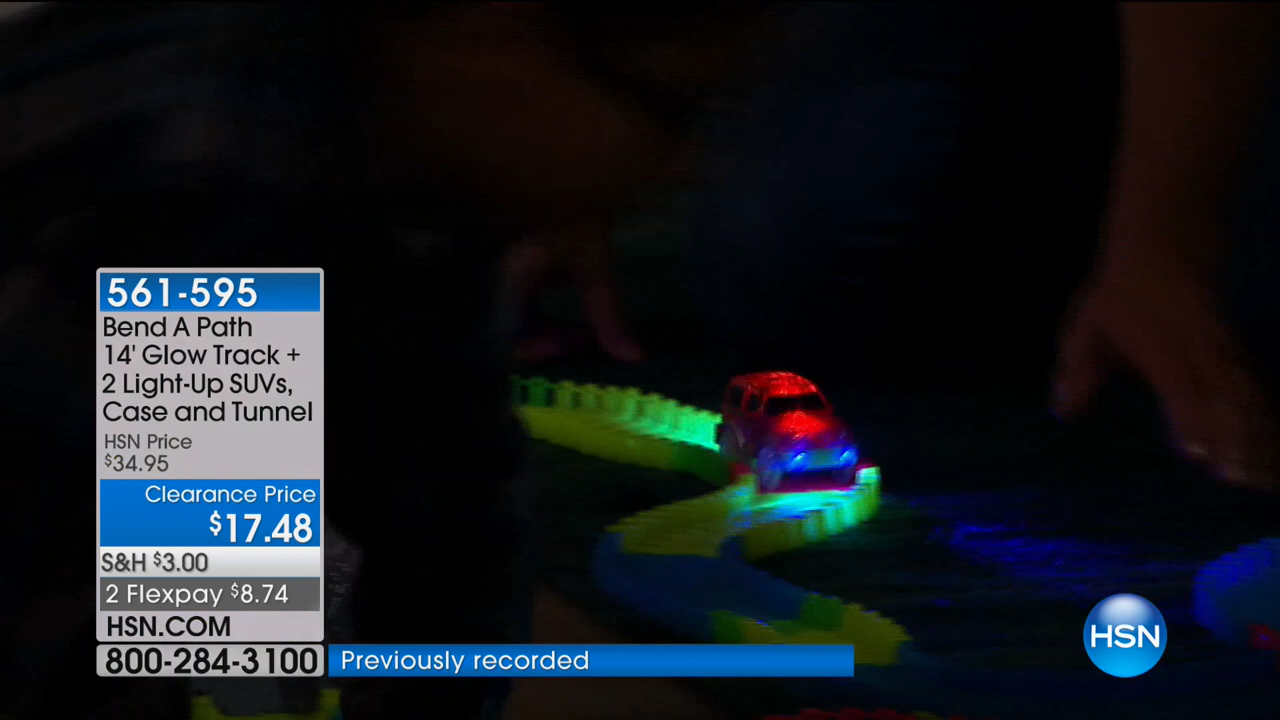 561-595
Bend A Path
14' Glow Track +
2 Light-Up SUVs,
Case and Tunnel
HSN Price
$34.95
Clearance Price
$17.48
S&H $3.00
2 Flexpay $8.74
HSN.COM
800-284-3100
Previously recorded
HSN